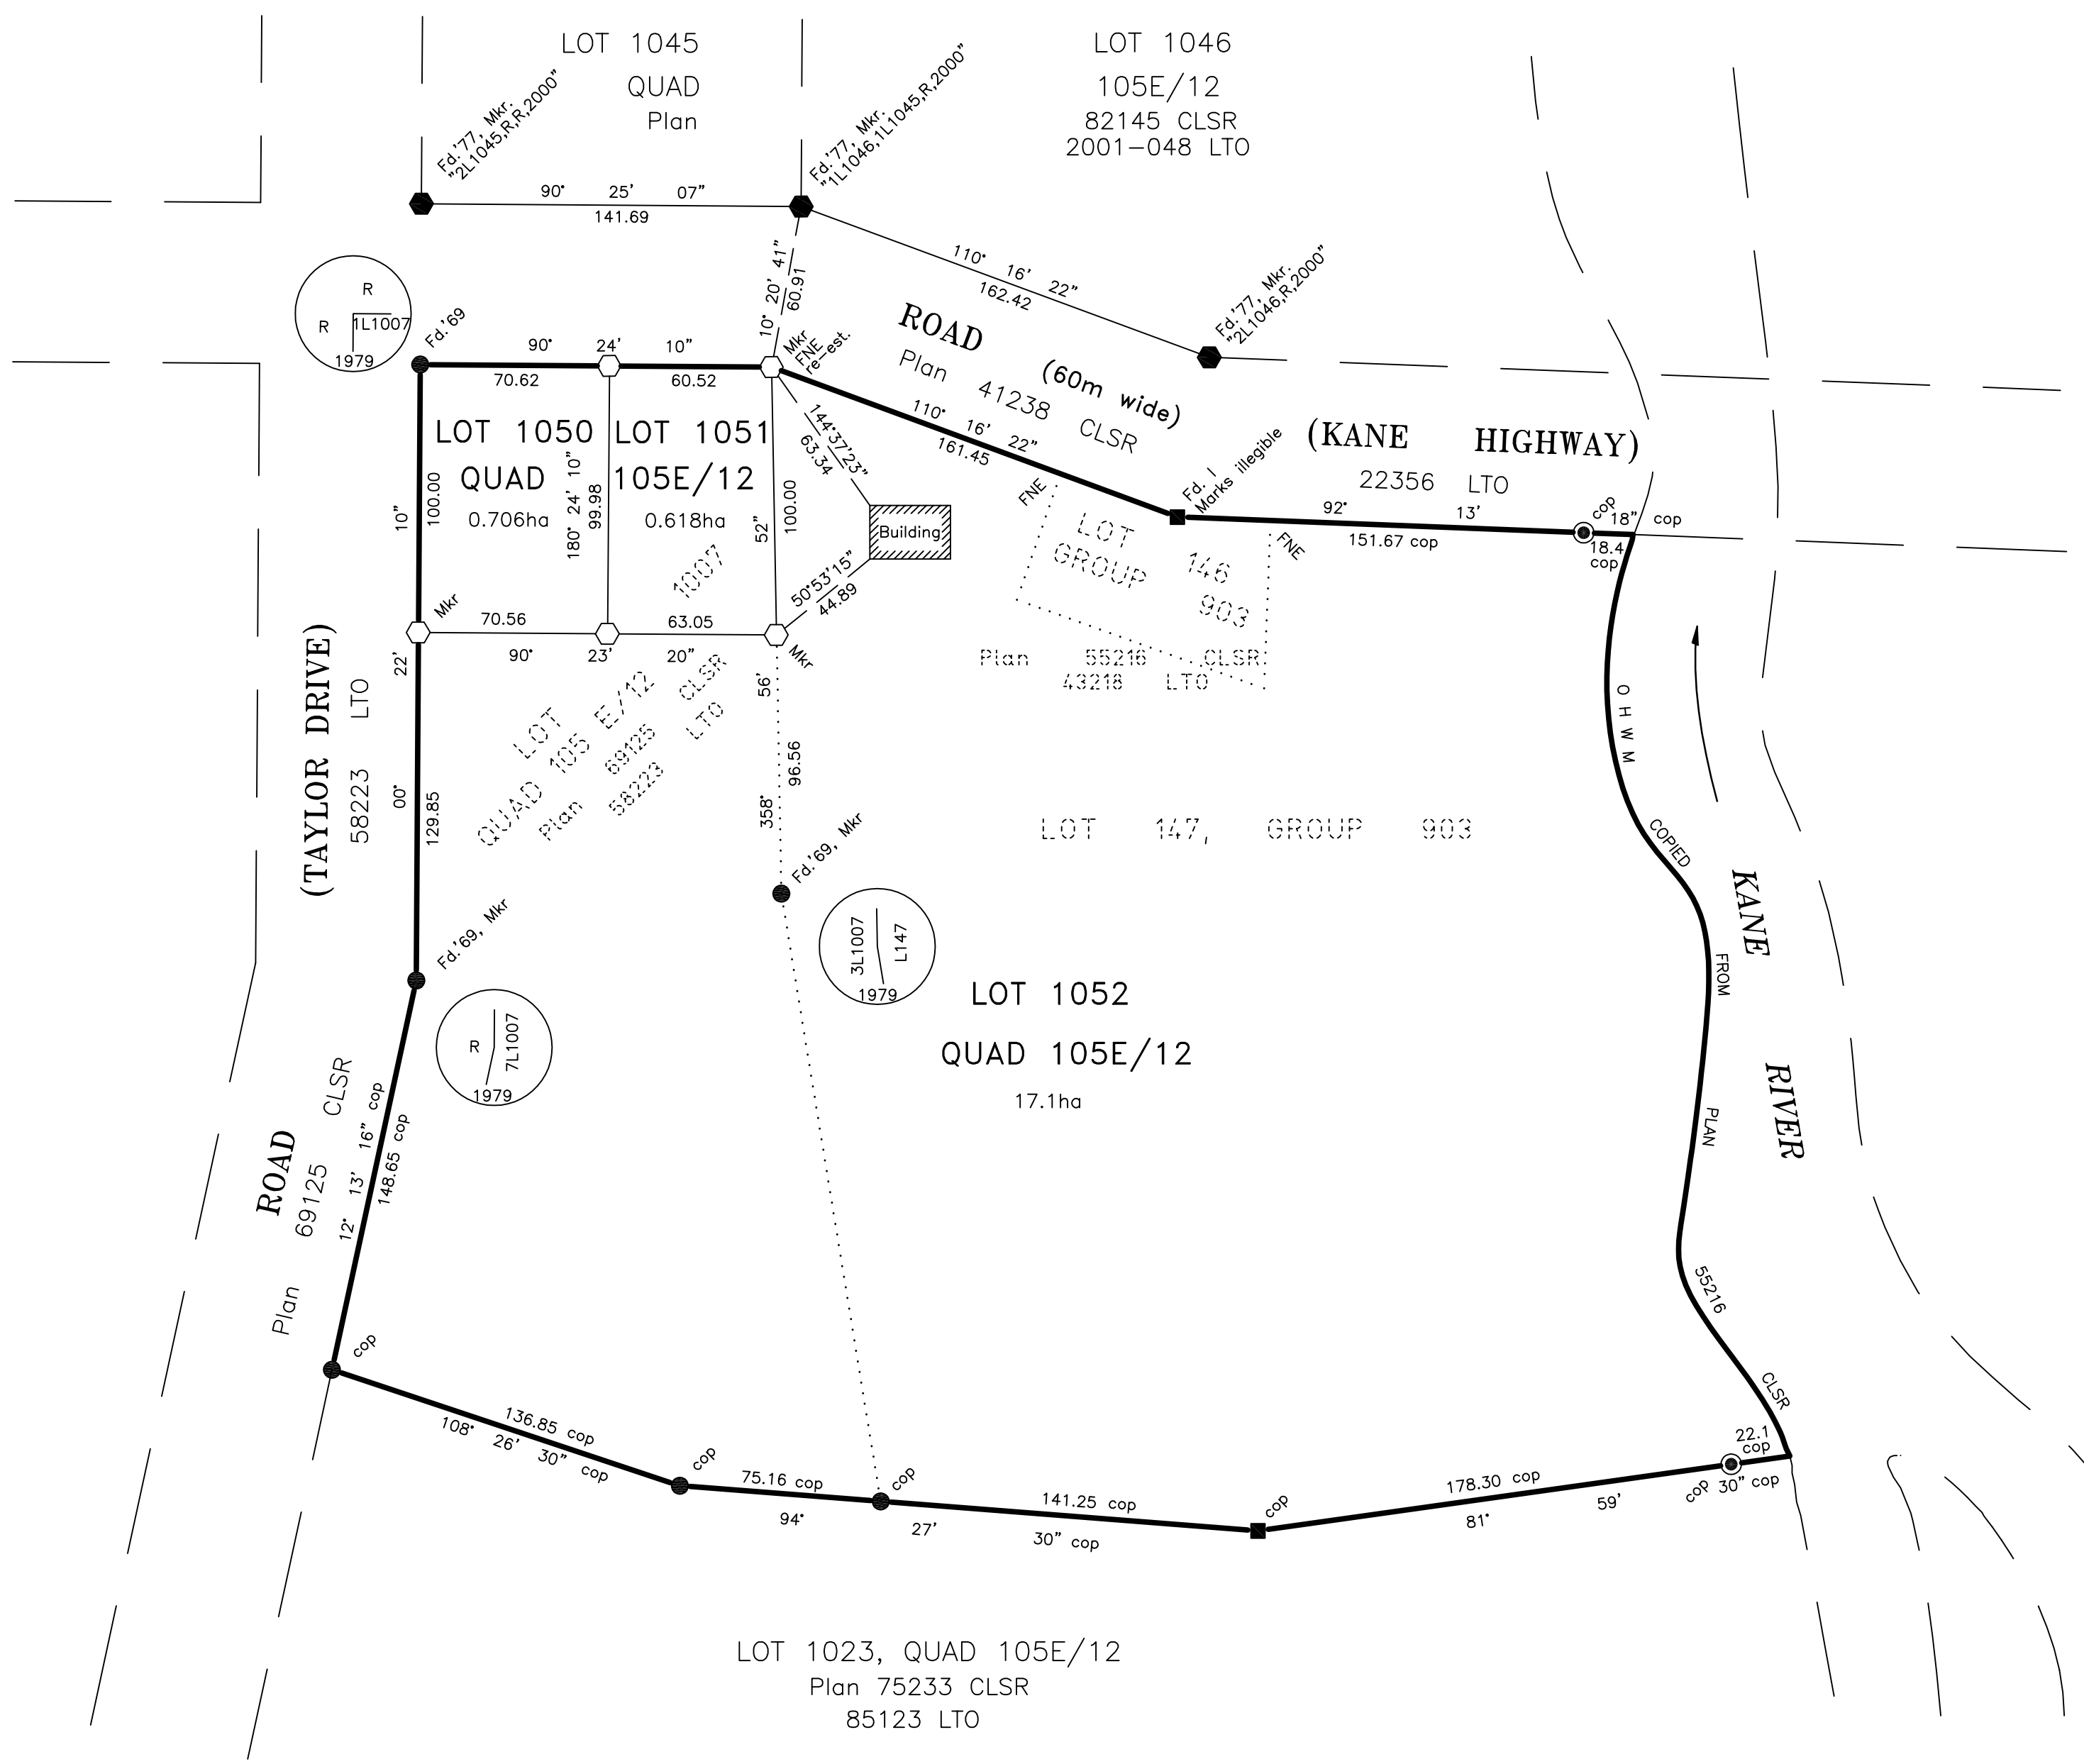 LOT 1045
QUAD
Plan
LOT 1046
105E/12
82145 CLSR
2001-048 LTO
Fd.'77, Mkr.
"2L1045,R,R,2000"
Fd.'77, Mkr.
"1L1046,1L1045,R,2000"
90° 25' 07"
141.69
10° 20' 41"
60.91
110° 16' 22"
162.42
Fd.'77, Mkr.
"2L1046,R,2000"
R
R 1L1007
1979
Fd.'69
90° 24' 10"
70.62
60.52
Mkr
FNE
re-est.
ROAD (60m wide)
Plan 41238 CLSR
(KANE HIGHWAY)
22356 LTO
110° 16' 22"
161.45
Fd. I
Marks illegible
92° 13' 18" cop
151.67 cop
cop
18.4
cop
LOT 1050
QUAD
0.706ha
LOT 1051
105E/12
0.618ha
100.00
180° 24' 10"
99.98
100.00
144°37'23"
63.34
Building
50°53'15"
44.89
FNE
FNE
LOT 146
GROUP 903
Plan 55216 CLSR
43218 LTO
Mkr
70.56
63.05
90° 23' 20"
Mkr
00° 22' 10"
129.85
358° 56' 52"
96.56
LOT 1007
QUAD 105 E/12
Plan 69125 CLSR
58223 LTO
(TAYLOR DRIVE)
58223 LTO
LOT 147, GROUP 903
Fd.'69, Mkr
3L1007
L147
1979
Fd.'69, Mkr
R 7L1007
1979
LOT 1052
QUAD 105E/12
17.1ha
OHWM COPIED FROM PLAN 55216 CLSR
KANE RIVER
ROAD
Plan 69125 CLSR
12° 13' 16" cop
148.65 cop
cop
136.85 cop
108° 26' 30" cop
cop
75.16 cop
cop
141.25 cop
94° 27' 30" cop
cop
178.30 cop
81° 59' 30" cop
cop
22.1
cop
LOT 1023, QUAD 105E/12
Plan 75233 CLSR
85123 LTO